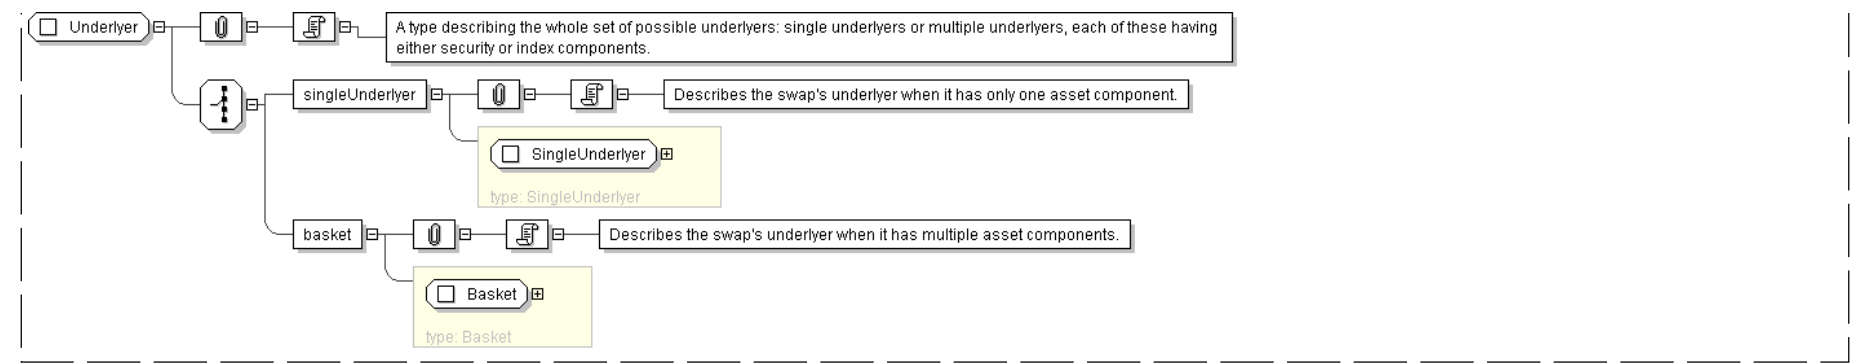 Underlyer
A type describing the whole set of possible underlyers: single underlyers or multiple underlyers, each of these having
either security or index components.
singleUnderlyer
Describes the swap's underlyer when it has only one asset component.
SingleUnderlyer
type: SingleUnderlyer
basket
Describes the swap's underlyer when it has multiple asset components.
Basket
type: Basket